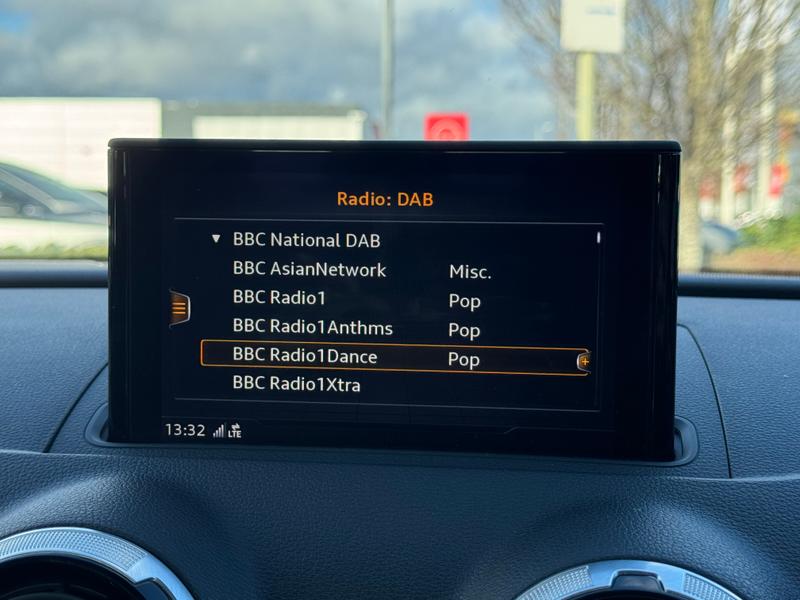 Radio: DAB
▼ BBC National DAB
BBC AsianNetwork Misc.
BBC Radio1 Pop
BBC Radio1Anthms Pop
BBC Radio1Dance Pop
BBC Radio1Xtra
13:32 LTE